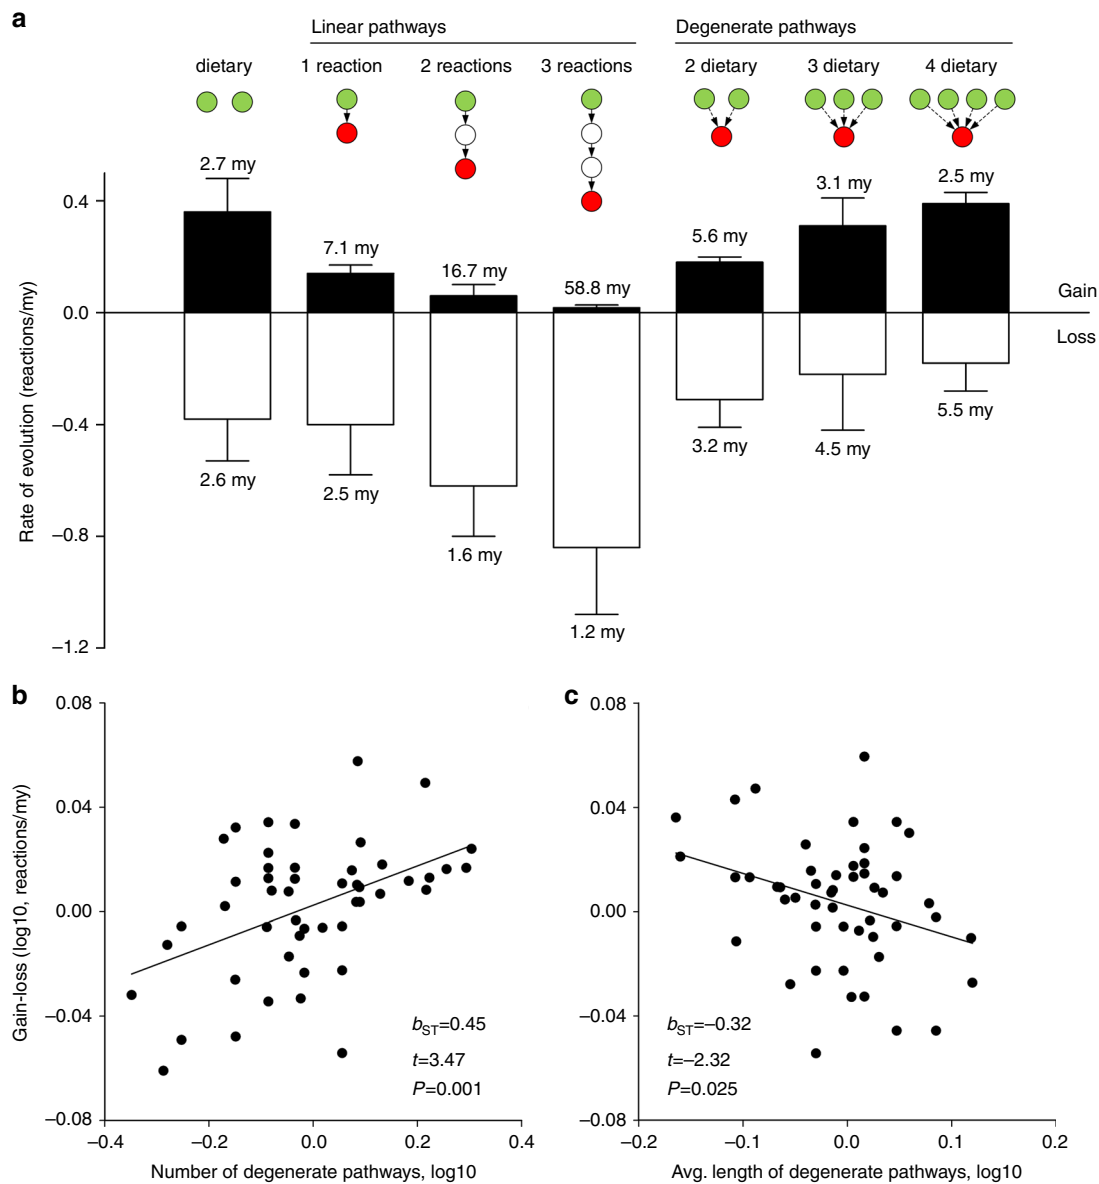 a
Linear pathways
Degenerate pathways
dietary
1 reaction
2 reactions
3 reactions
2 dietary
3 dietary
4 dietary
2.7 my
7.1 my
16.7 my
58.8 my
5.6 my
3.1 my
2.5 my
0.4
0.0
−0.4
−0.8
−1.2
Rate of evolution (reactions/my)
Gain
Loss
2.6 my
2.5 my
1.6 my
1.2 my
3.2 my
4.5 my
5.5 my
b
0.08
0.04
0.00
−0.04
−0.08
Gain-loss (log10, reactions/my)
bST=0.45
t=3.47
P=0.001
−0.4
−0.2
0.0
0.2
0.4
Number of degenerate pathways, log10
c
0.08
0.04
0.00
−0.04
−0.08
bST=−0.32
t=−2.32
P=0.025
−0.2
−0.1
0.0
0.1
0.2
Avg. length of degenerate pathways, log10